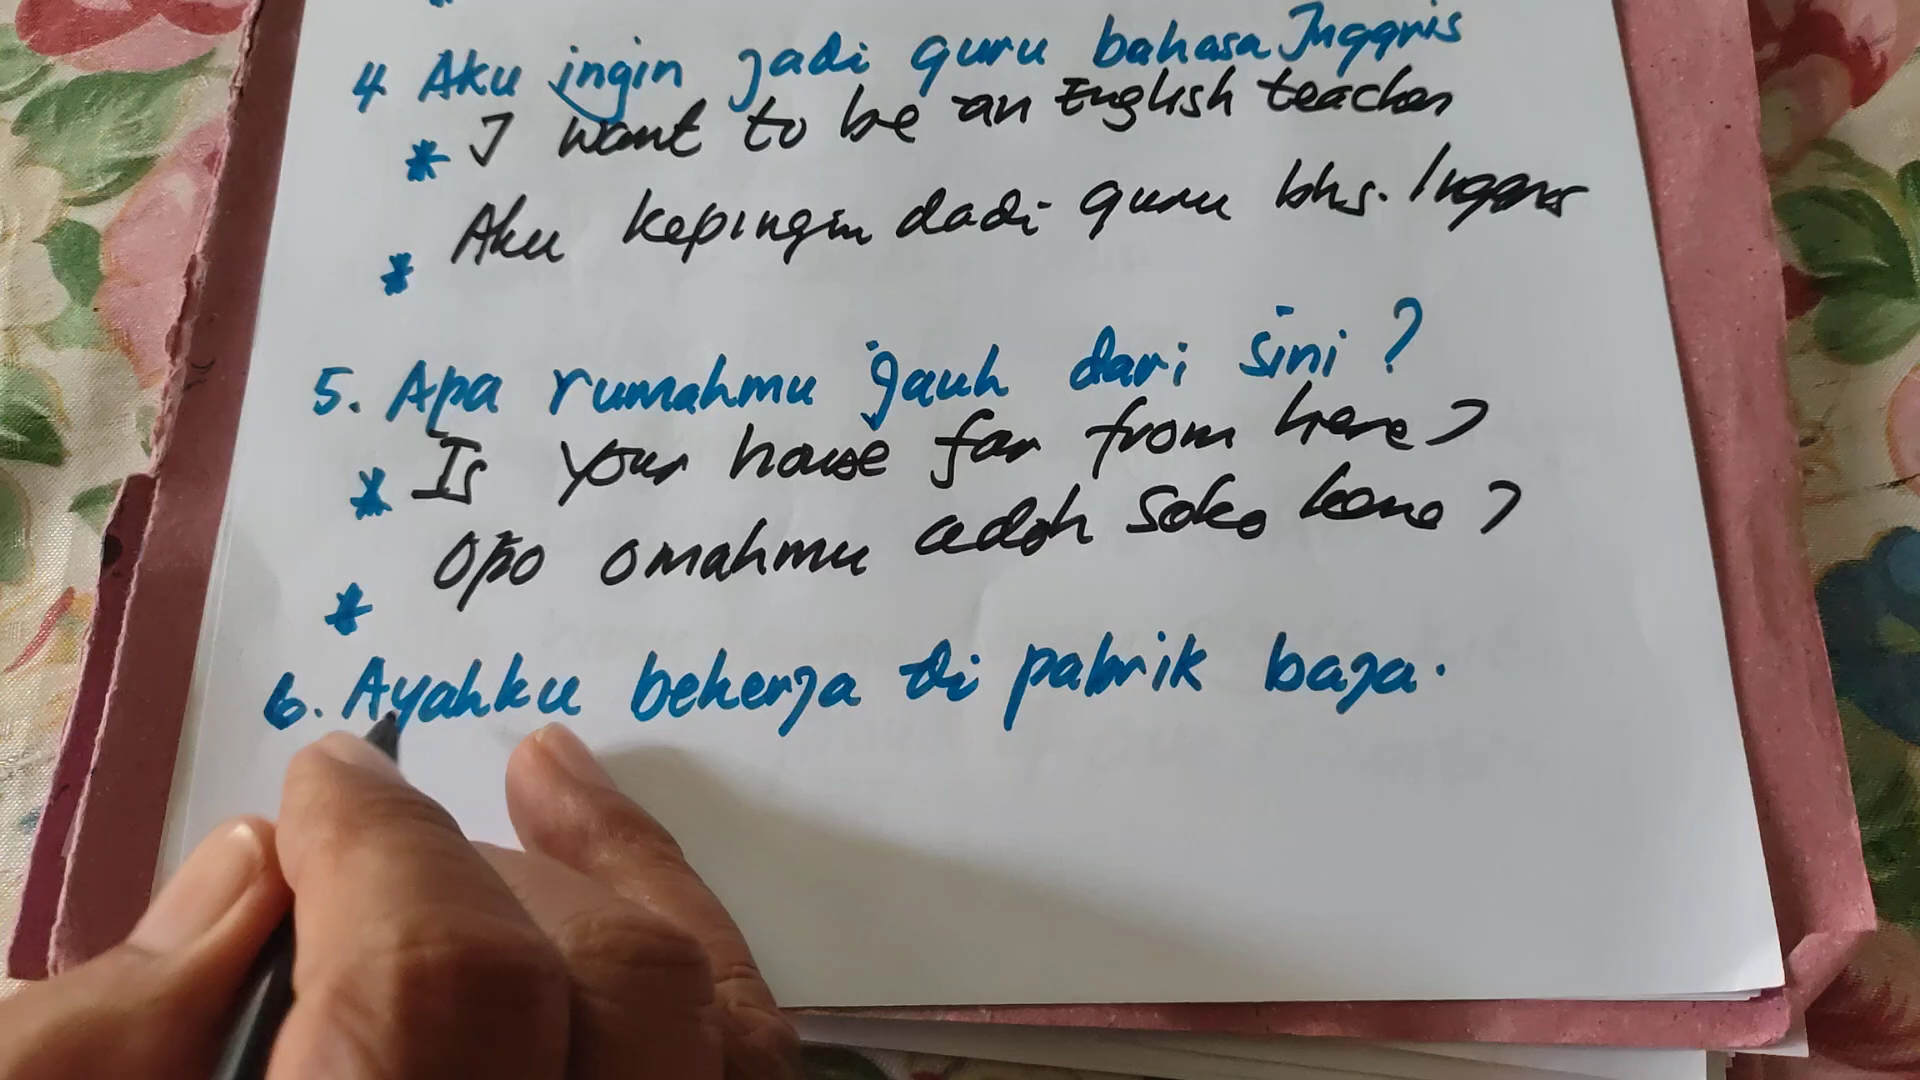 4 Aku ingin jadi guru bahasa Inggris
* I want to be an English teacher
* Aku kepingin dadi guru bhs. Inggris
5. Apa rumahmu jauh dari sini?
* Is your house far from here?
* Opo omahmu adoh soko kene?
6. Ayahku bekerja di pabrik baja.